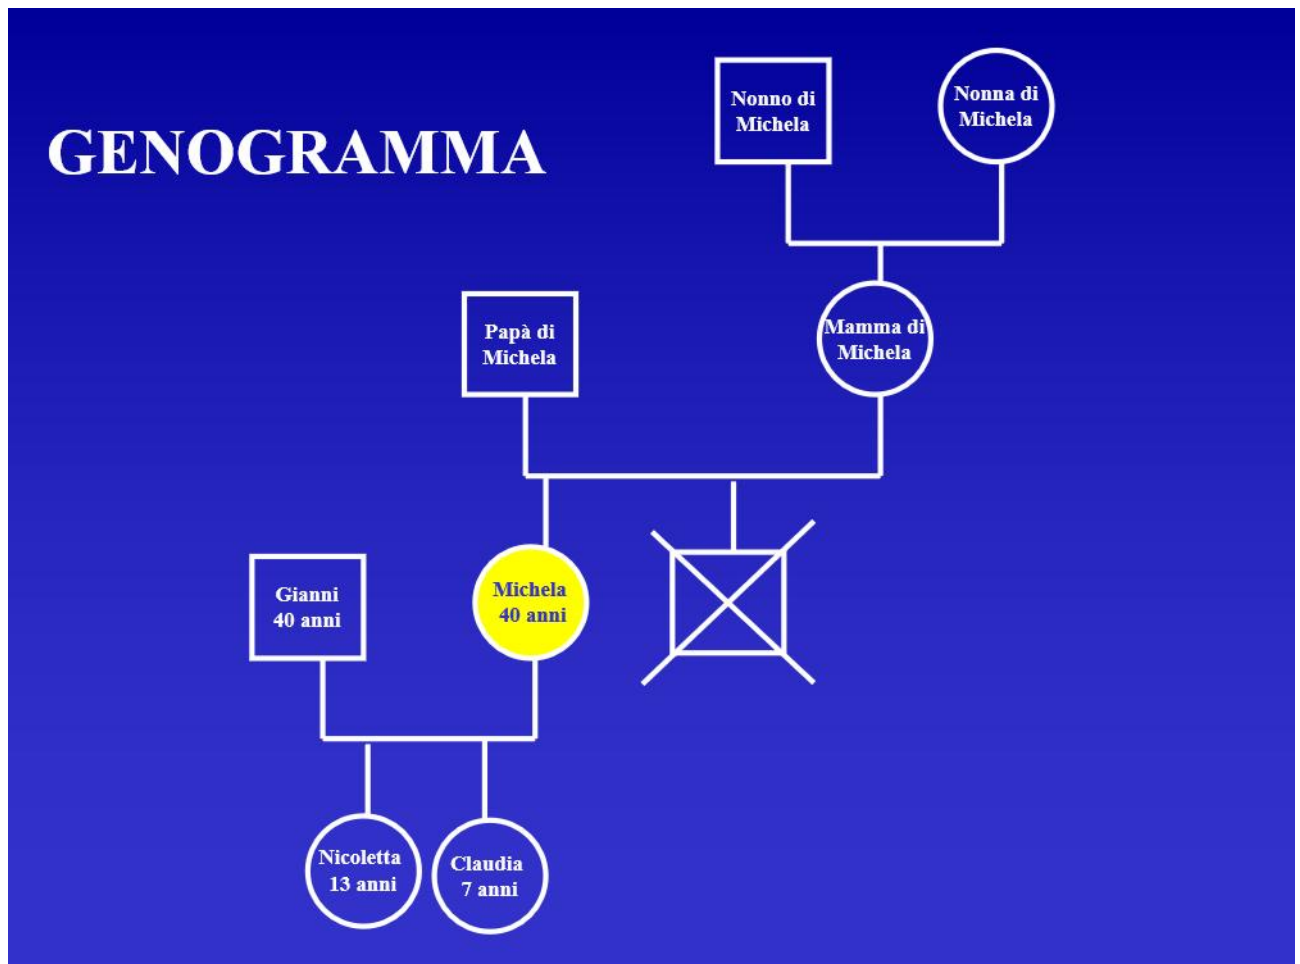 GENOGRAMMA
Nonno di
Michela
Nonna di
Michela
Papà di
Michela
Mamma di
Michela
Gianni
40 anni
Michela
40 anni
Nicoletta
13 anni
Claudia
7 anni